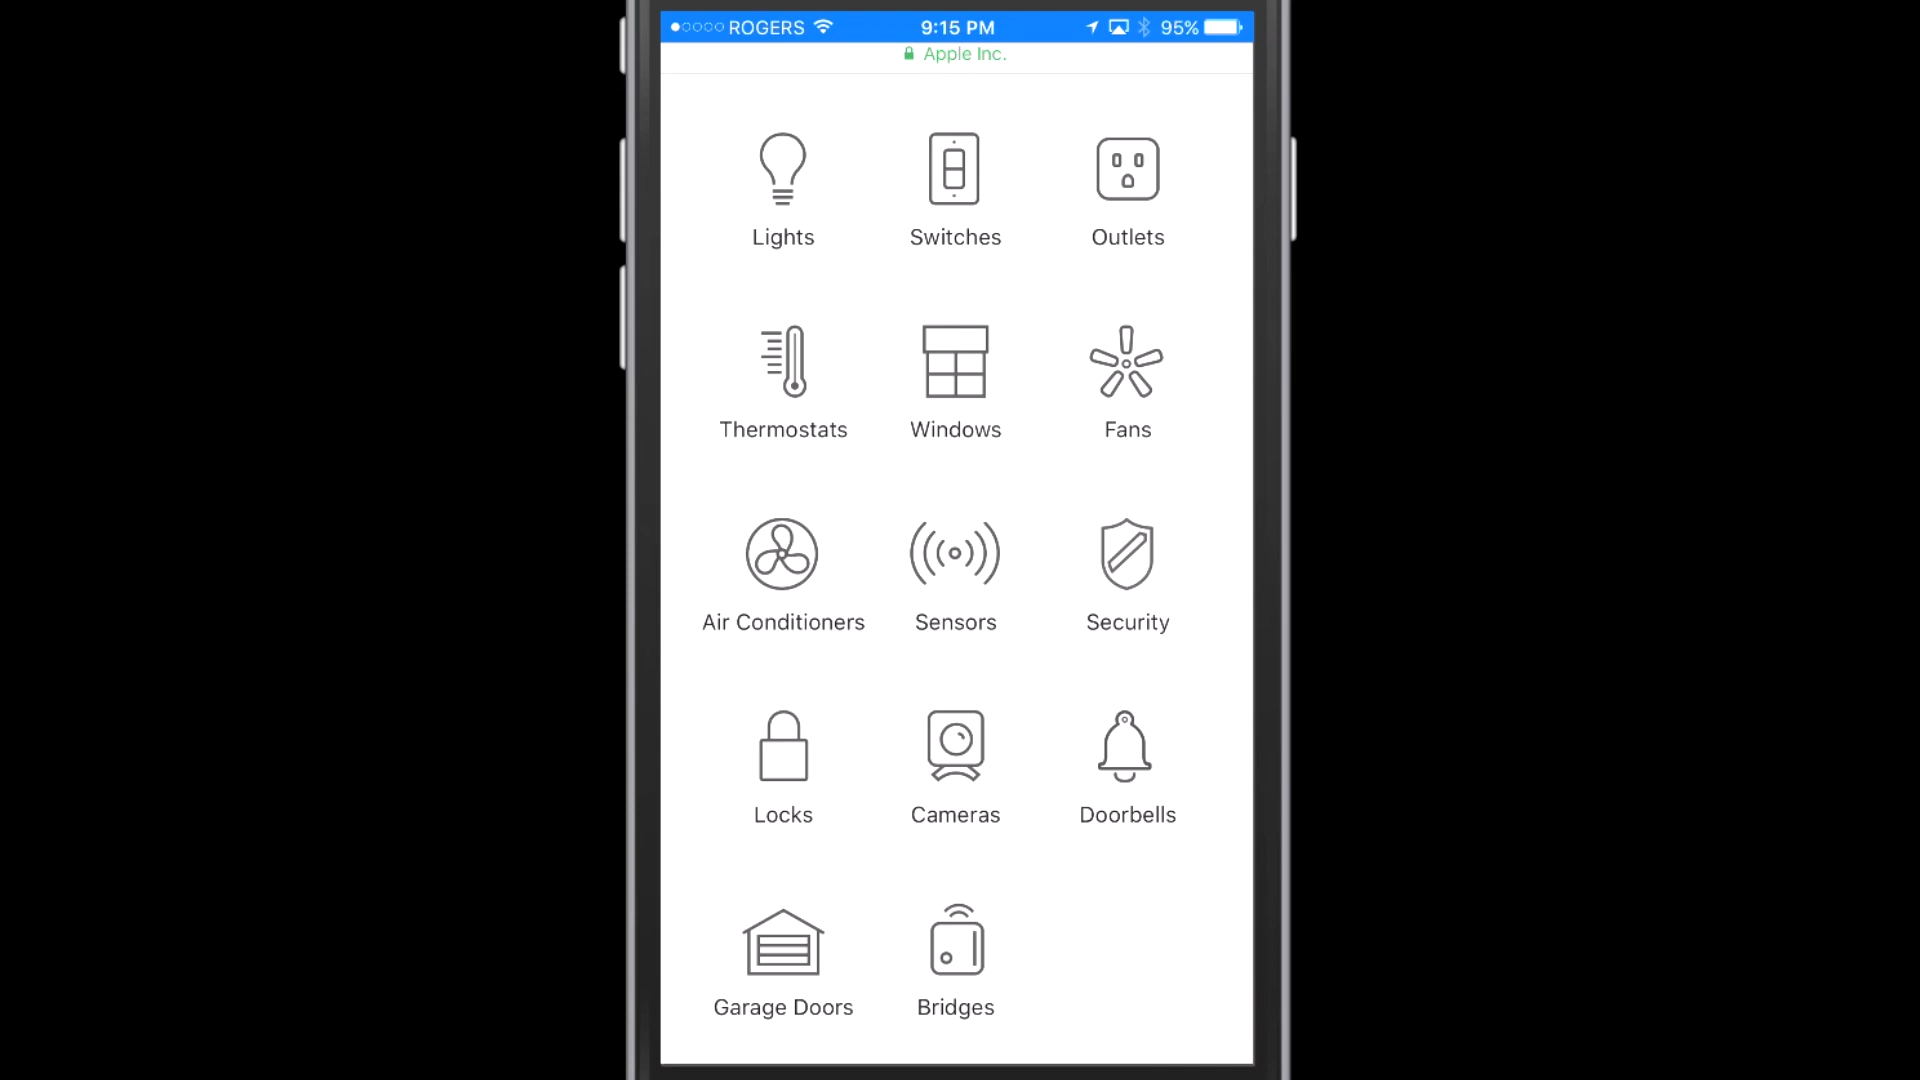 ROGERS 9:15 PM 95%
Apple Inc.
Lights Switches Outlets
Thermostats Windows Fans
Air Conditioners Sensors Security
Locks Cameras Doorbells
Garage Doors Bridges